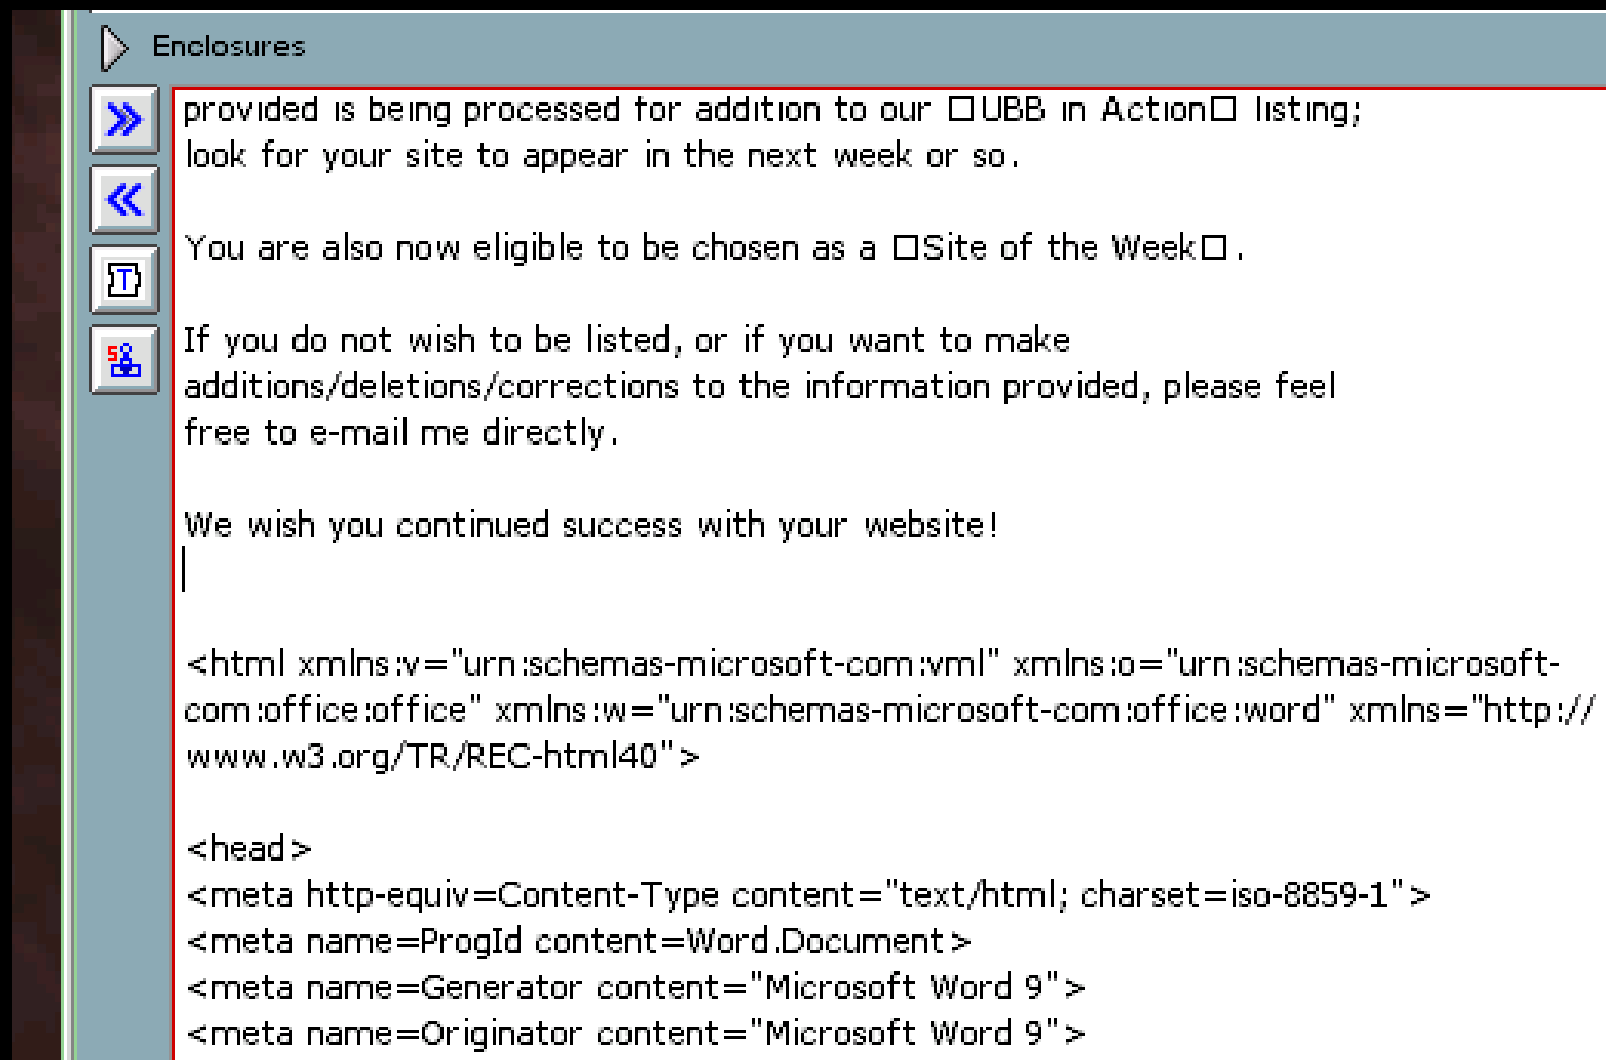 Enclosures
provided is being processed for addition to our □UBB in Action□ listing;
look for your site to appear in the next week or so.
You are also now eligible to be chosen as a □Site of the Week□.
If you do not wish to be listed, or if you want to make
additions/deletions/corrections to the information provided, please feel
free to e-mail me directly.
We wish you continued success with your website!
<html xmlns:v="urn:schemas-microsoft-com:vml" xmlns:o="urn:schemas-microsoft-
com:office:office" xmlns:w="urn:schemas-microsoft-com:office:word" xmlns="http://
www.w3.org/TR/REC-html40">
<head>
<meta http-equiv=Content-Type content="text/html; charset=iso-8859-1">
<meta name=ProgId content=Word.Document>
<meta name=Generator content="Microsoft Word 9">
<meta name=Originator content="Microsoft Word 9">